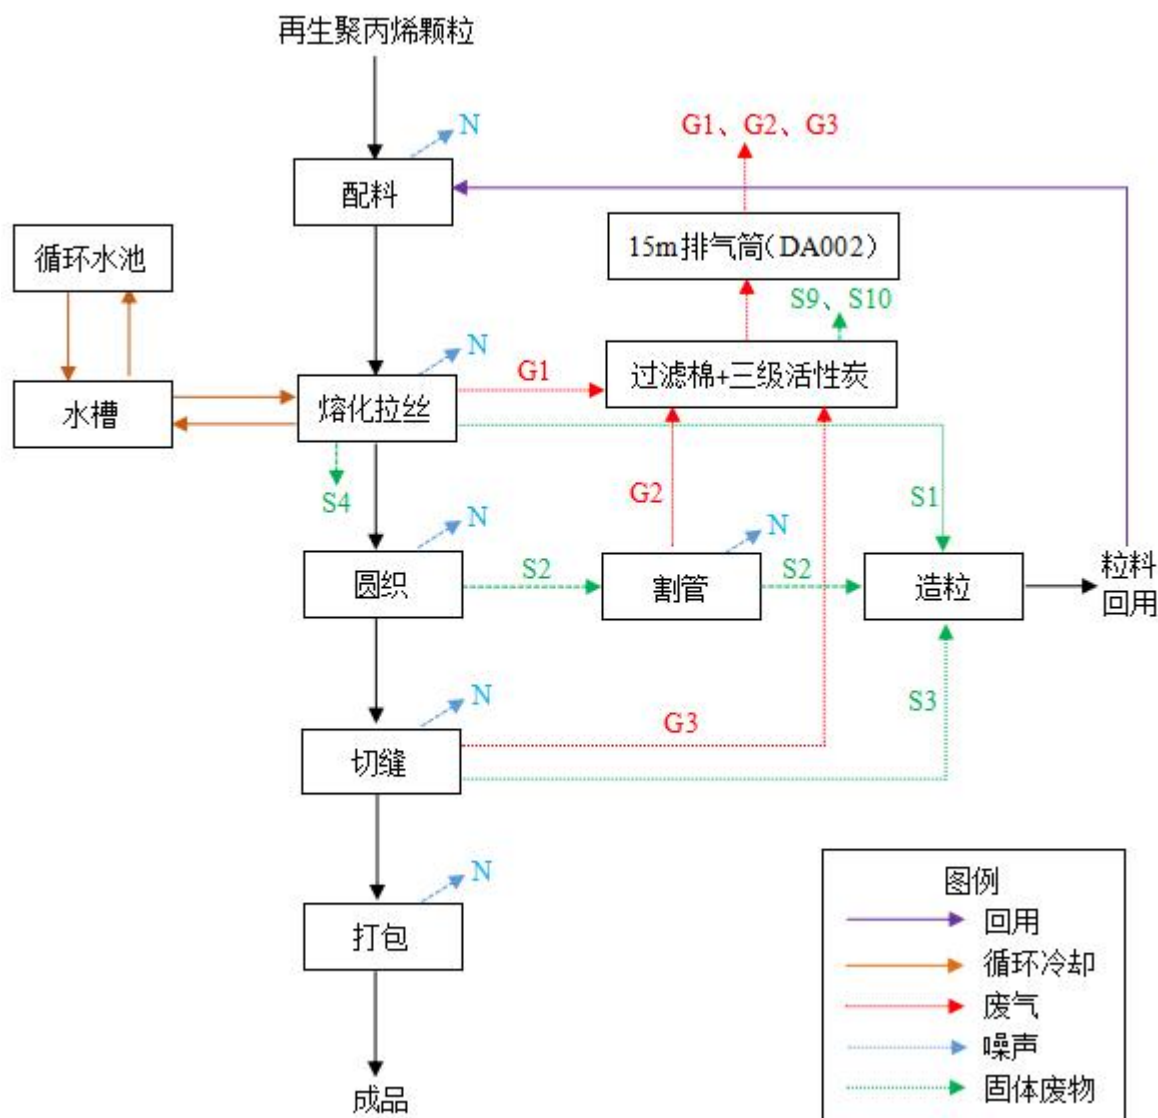 再生聚丙烯颗粒
N
G1、G2、G3
配料
15m排气筒（DA002）
循环水池
S9、S10
N
G1
过滤棉+三级活性炭
水槽
熔化拉丝
S4
G2
S1
N
N
圆织
S2
割管
S2
造粒
粒料
回用
N
G3
S3
切缝
N
打包
成品
图例
回用
循环冷却
废气
噪声
固体废物